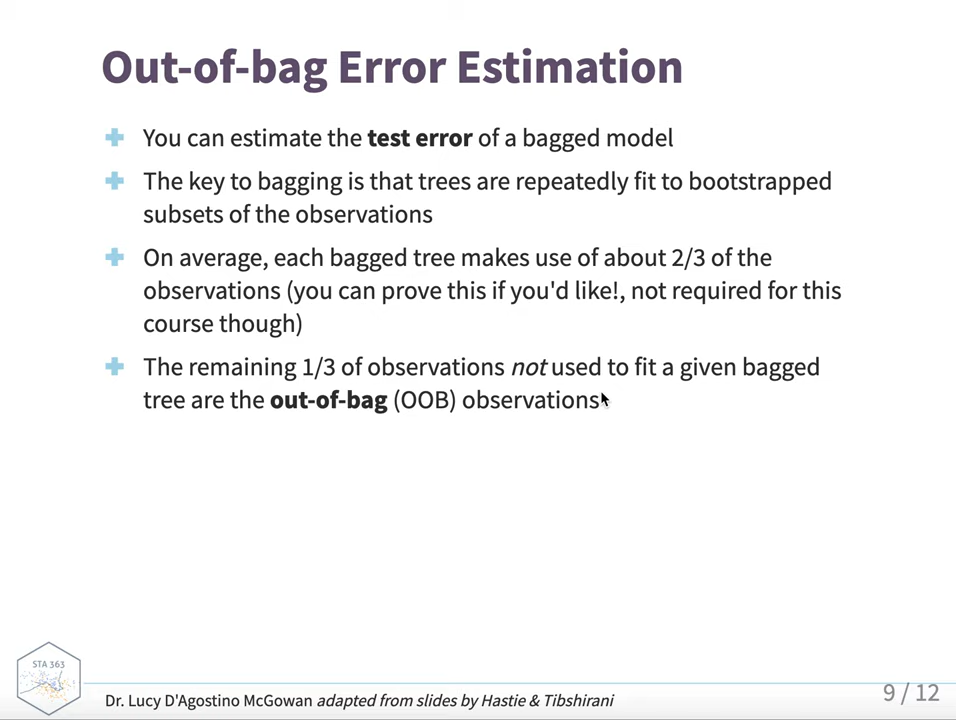 Out-of-bag Error Estimation
You can estimate the test error of a bagged model
The key to bagging is that trees are repeatedly fit to bootstrapped
subsets of the observations
On average, each bagged tree makes use of about 2/3 of the
observations (you can prove this if you'd like!, not required for this
course though)
The remaining 1/3 of observations not used to fit a given bagged
tree are the out-of-bag (OOB) observations
STA 363
Dr. Lucy D'Agostino McGowan adapted from slides by Hastie & Tibshirani
9 / 12